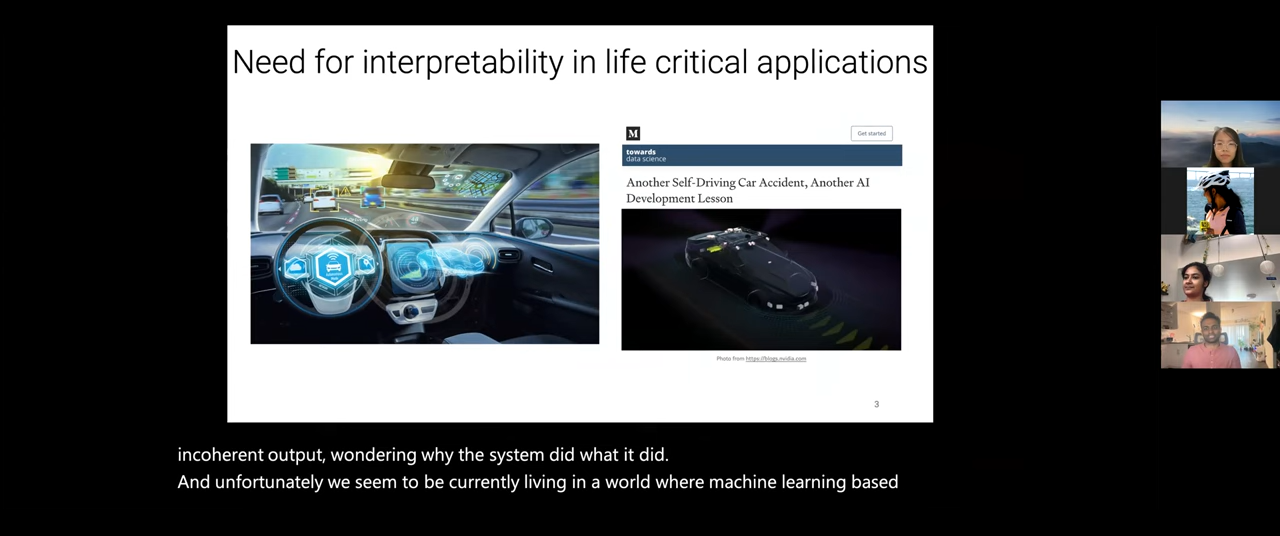 Need for interpretability in life critical applications
M
Get started
towards
data science
Another Self-Driving Car Accident, Another AI
Development Lesson
Photo from https://blogs.nvidia.com
3
incoherent output, wondering why the system did what it did.
And unfortunately we seem to be currently living in a world where machine learning based